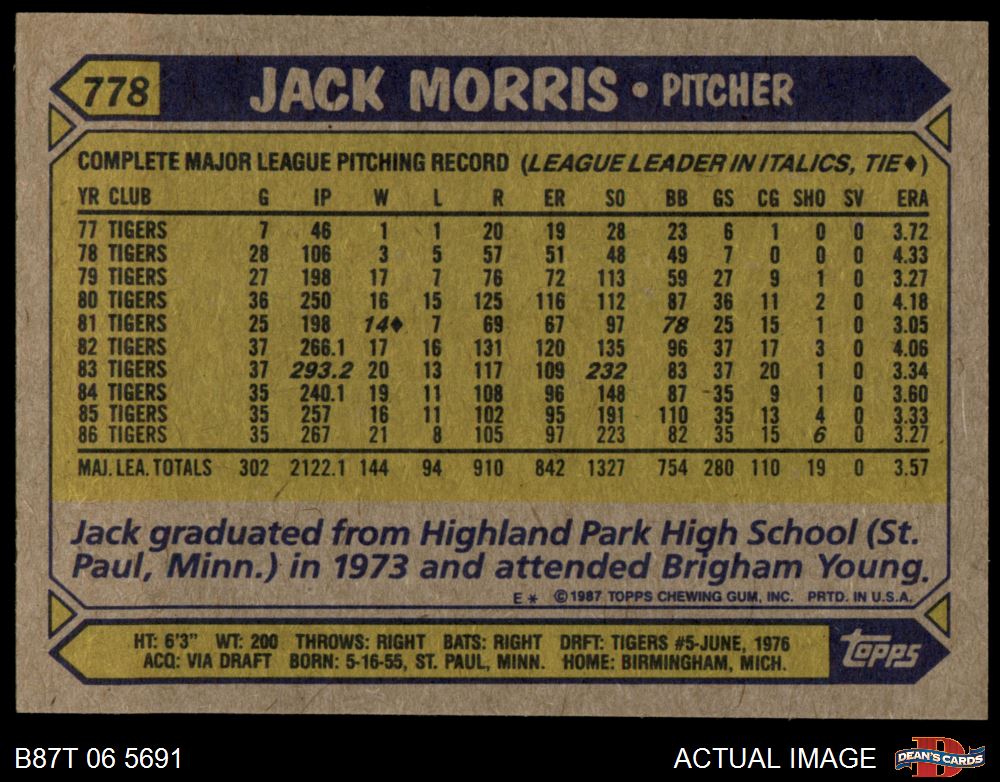 778 JACK MORRIS • PITCHER
COMPLETE MAJOR LEAGUE PITCHING RECORD (LEAGUE LEADER IN ITALICS, TIE♦)
YR CLUB G IP W L R ER SO BB GS CG SHO SV ERA
77 TIGERS 7 46 1 1 20 19 28 23 6 1 0 0 3.72
78 TIGERS 28 106 3 5 57 51 48 49 7 0 0 0 4.33
79 TIGERS 27 198 17 7 76 72 113 59 27 9 1 0 3.27
80 TIGERS 36 250 16 15 125 116 112 87 36 11 2 0 4.18
81 TIGERS 25 198 14♦ 7 69 67 97 78 25 15 1 0 3.05
82 TIGERS 37 266.1 17 16 131 120 135 96 37 17 3 0 4.06
83 TIGERS 37 293.2 20 13 117 109 232 83 37 20 1 0 3.34
84 TIGERS 35 240.1 19 11 108 96 148 87 35 9 1 0 3.60
85 TIGERS 35 257 16 11 102 95 191 110 35 13 4 0 3.33
86 TIGERS 35 267 21 8 105 97 223 82 35 15 6 0 3.27
MAJ. LEA. TOTALS 302 2122.1 144 94 910 842 1327 754 280 110 19 0 3.57
Jack graduated from Highland Park High School (St.
Paul, Minn.) in 1973 and attended Brigham Young.
E * ©1987 TOPPS CHEWING GUM, INC. PRTD. IN U.S.A.
HT: 6'3" WT: 200 THROWS: RIGHT BATS: RIGHT DRFT: TIGERS #5-JUNE, 1976
ACQ: VIA DRAFT BORN: 5-16-55, ST. PAUL, MINN. HOME: BIRMINGHAM, MICH.
topps
B87T 06 5691 ACTUAL IMAGE D DEAN'S CARDS